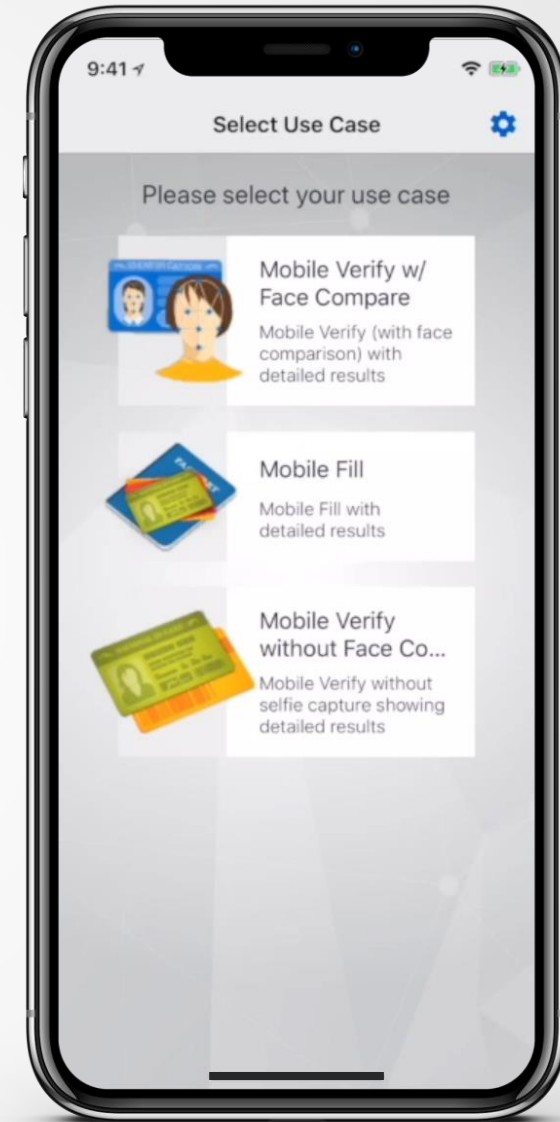 9:41
Select Use Case
Please select your use case
Mobile Verify w/
Face Compare
Mobile Verify (with face
comparison) with
detailed results
Mobile Fill
Mobile Fill with
detailed results
Mobile Verify
without Face Co...
Mobile Verify without
selfie capture showing
detailed results